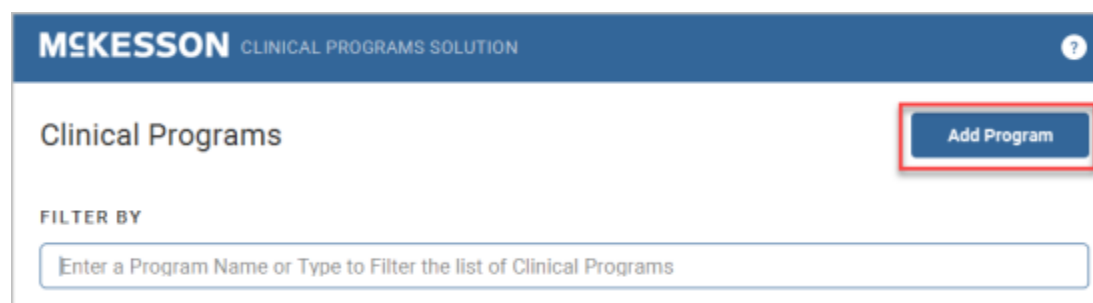 MCKESSON CLINICAL PROGRAMS SOLUTION ?
Clinical Programs
Add Program
FILTER BY
Enter a Program Name or Type to Filter the list of Clinical Programs